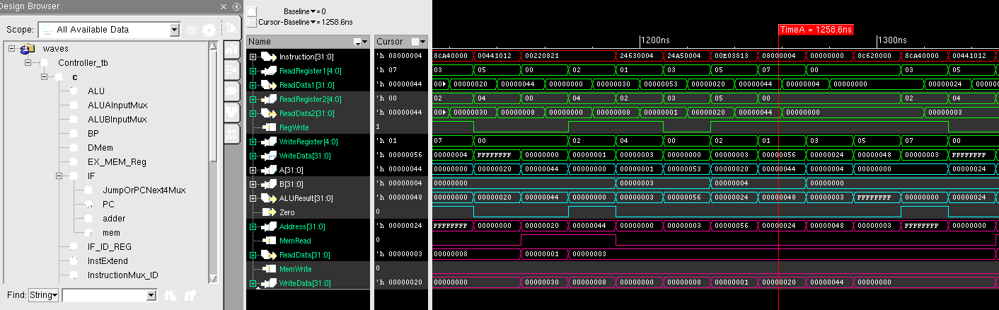 Design Browser
Scope: All Available Data
waves
Controller_tb
c
ALU
ALUAInputMux
ALUBInputMux
BP
DMem
EX_MEM_Reg
IF
JumpOrPCNext4Mux
PC
adder
mem
IF_ID_REG
InstExtend
InstructionMux_ID
Find: String
Baseline = 0
Cursor-Baseline = 1258.6ns
Name Cursor
TimeA = 1258.6ns
1200ns 1300ns
Instruction[31:0] 'h 08000004 8CA40000 00441012 00220821 24630004 24A50004 00E03813 08000004 00000000 8c620000 8CA40000 00441012
ReadRegister1[4:0] 'h 07 03 05 00 02 01 03 05 07 00 03 05
ReadData1[31:0] 'h 00000044 00 00000020 00000044 00000000 00000030 00000053 00000020 00000044 00000004 00000000 00000024 00000
ReadRegister2[4:0] 'h 00 02 04 00 04 02 03 05 00 02 04
ReadData2[31:0] 'h 00000044 00 00000030 00000008 00000000 00000008 00000001 00000020 00000044 00000000 00000003
RegWrite 1
WriteRegister[4:0] 'h 01 07 00 02 04 00 02 01 03 05 07 00
WriteData[31:0] 'h 00000056 00000004 FFFFFFFF 00000000 00000001 00000003 00000000 00000003 00000056 00000024 00000048 00000003 FFFFFFFF
A[31:0] 'h 00000044 00000000 00000020 00000044 00000000 00000001 00000053 00000020 00000044 00000004 00000000 00000024
B[31:0] 'h 00000004 00000000 00000003 00000004 00000000
ALUResult[31:0] 'h 00000048 00000000 00000020 00000044 00000000 00000003 00000056 00000024 00000048 00000003 FFFFFFFF 00000000 00000024
Zero 0
Address[31:0] 'h 00000024 FFFFFFFF 00000000 00000020 00000044 00000000 00000003 00000056 00000024 00000048 00000003 FFFFFFFF 00000000
MemRead 0
ReadData[31:0] 'h 00000003 00000008 00000001 00000003
MemWrite 0
WriteData[31:0] 'h 00000020 00000000 00000030 00000008 00000000 00000008 00000001 00000020 00000044 00000000